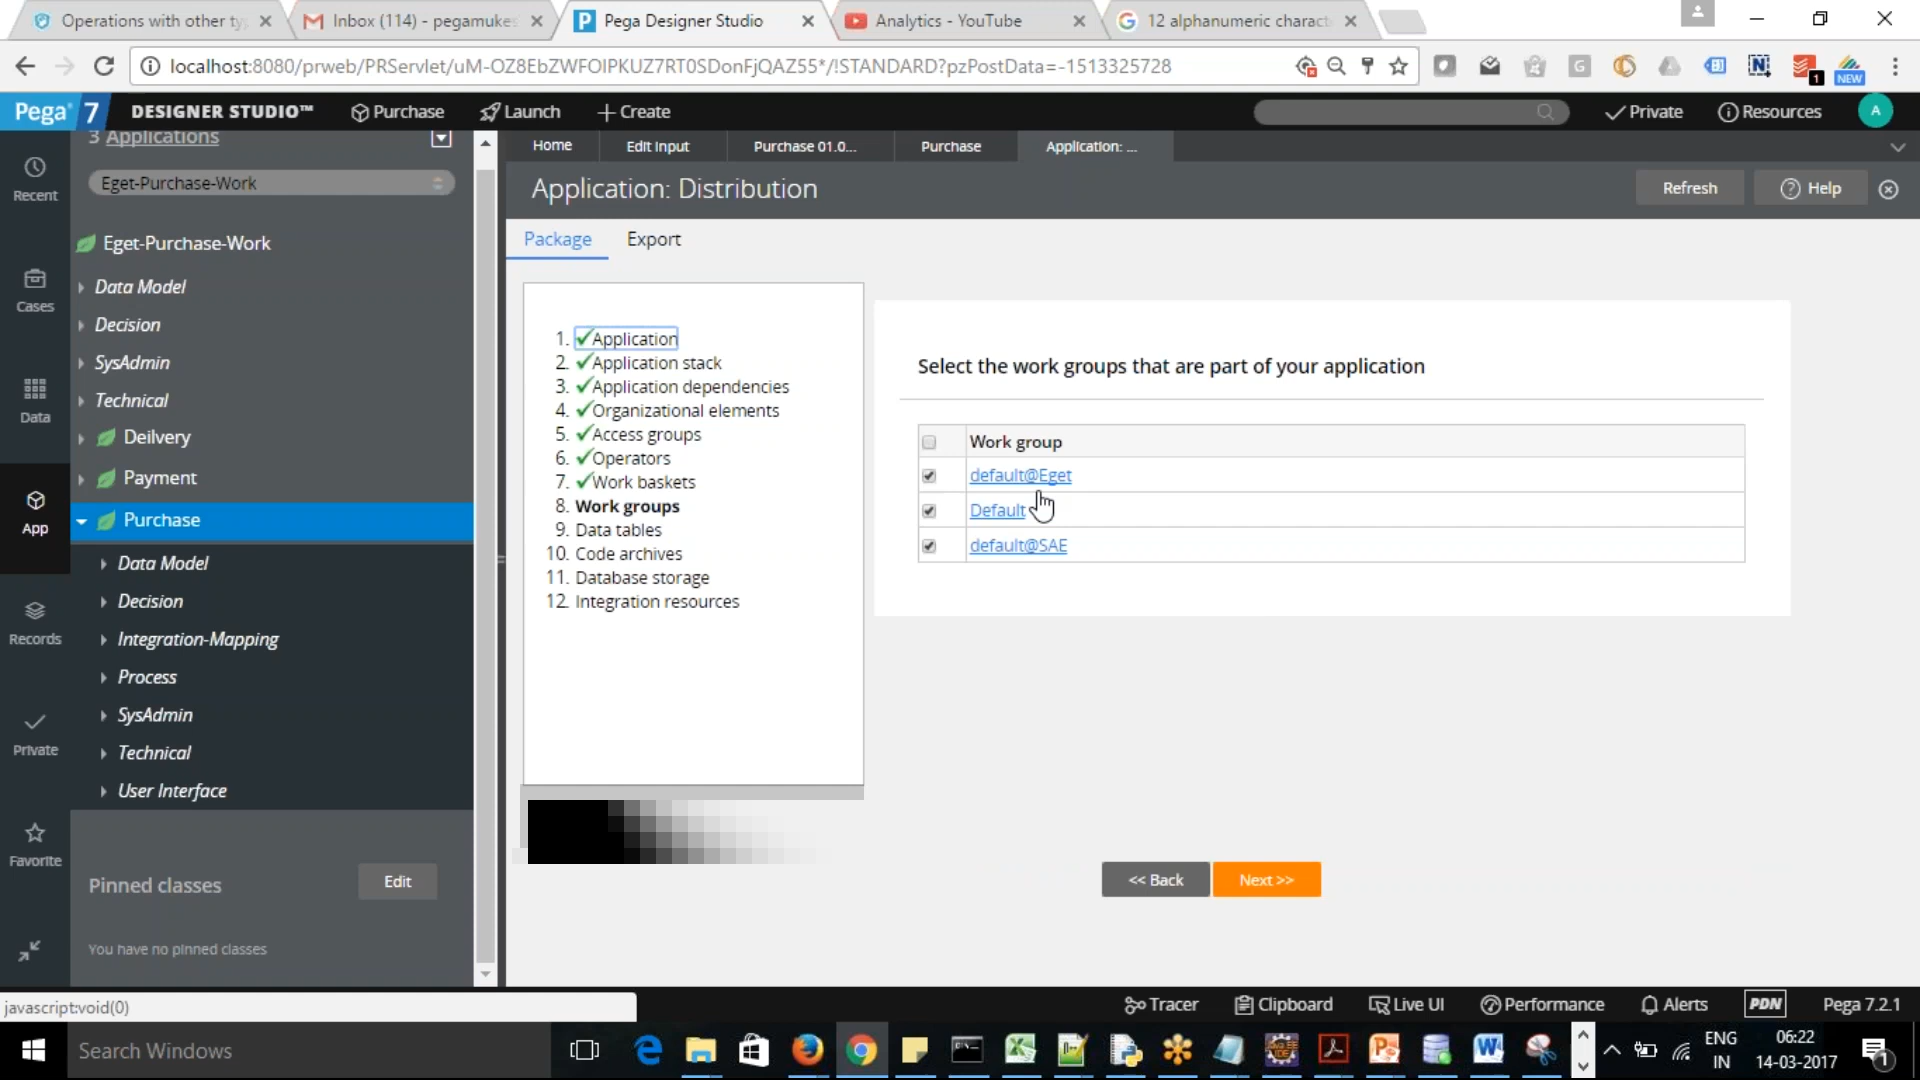 Operations with other ty
Inbox (114) - pegamukes
Pega Designer Studio
Analytics - YouTube
12 alphanumeric charact
localhost:8080/prweb/PRServlet/uM-OZ8EbZWFOIPKUZ7RT0SDonFjQAZ55*/!STANDARD?pzPostData=-1513325728
NEW
1
Pega 7 DESIGNER STUDIO™ Purchase Launch + Create Private Resources A
3 Applications
Home Edit Input Purchase 01.0... Purchase Application: ...
Recent
Eget-Purchase-Work
Application: Distribution
Refresh Help
Eget-Purchase-Work
Package Export
Data Model
Decision
SysAdmin
Technical
Deilvery
Payment
Purchase
Data Model
Decision
Integration-Mapping
Process
SysAdmin
Technical
User Interface
Cases
Data
App
Records
Private
Favorite
Pinned classes Edit
You have no pinned classes
1. Application
2. Application stack
3. Application dependencies
4. Organizational elements
5. Access groups
6. Operators
7. Work baskets
8. Work groups
9. Data tables
10. Code archives
11. Database storage
12. Integration resources
Select the work groups that are part of your application
Work group
default@Eget
Default
default@SAE
<< Back Next >>
javascript:void(0)
Tracer Clipboard Live UI Performance Alerts PDN Pega 7.2.1
Search Windows
ENG
IN
06:22
14-03-2017
1